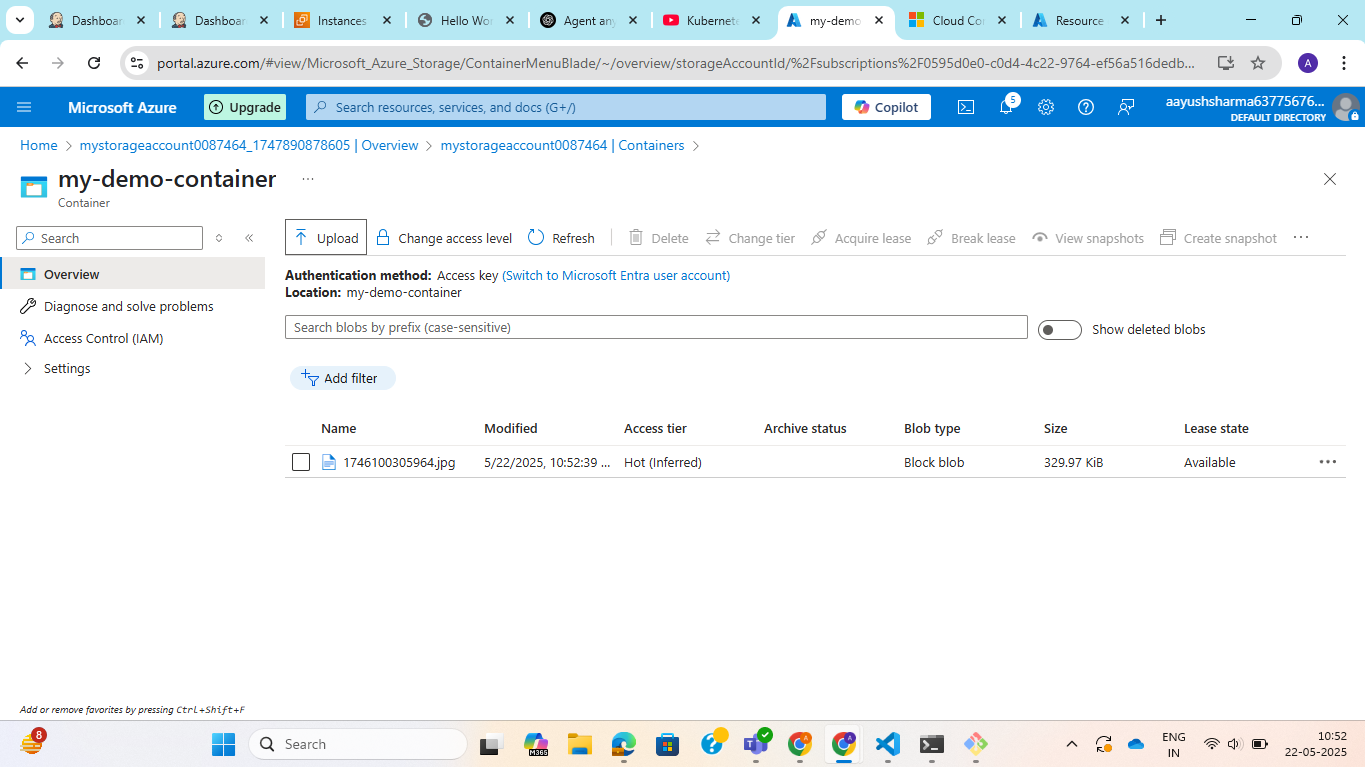 Dashboar
Dashboar
Instances
Hello Wor
Agent any
Kubernete
my-demo
Cloud Co
Resource
portal.azure.com/#view/Microsoft_Azure_Storage/ContainerMenuBlade/~/overview/storageAccountId/%2Fsubscriptions%2F0595d0e0-c0d4-4c22-9764-ef56a516dedb...
A
Microsoft Azure
Upgrade
Search resources, services, and docs (G+/)
Copilot
5
aayushsharma63775676...
DEFAULT DIRECTORY
Home > mystorageaccount0087464_1747890878605 | Overview > mystorageaccount0087464 | Containers >
my-demo-container ...
Container
Search
Overview
Diagnose and solve problems
Access Control (IAM)
Settings
Upload
Change access level
Refresh
Delete
Change tier
Acquire lease
Break lease
View snapshots
Create snapshot
...
Authentication method: Access key (Switch to Microsoft Entra user account)
Location: my-demo-container
Search blobs by prefix (case-sensitive)
Show deleted blobs
Add filter
Name Modified Access tier Archive status Blob type Size Lease state
1746100305964.jpg 5/22/2025, 10:52:39 ... Hot (Inferred) Block blob 329.97 KiB Available ...
Add or remove favorites by pressing Ctrl+Shift+F
8
Search
M365
ENG
IN
10:52
22-05-2025